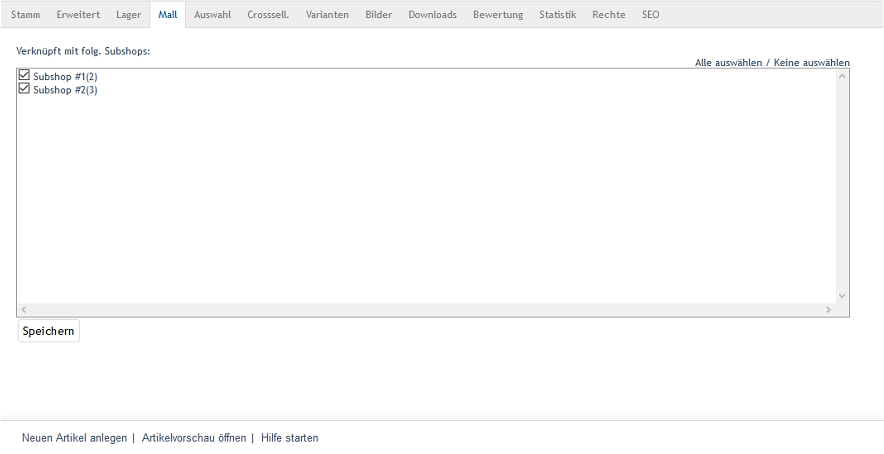 Stamm Erweitert Lager Mall Auswahl Crosssell. Varianten Bilder Downloads Bewertung Statistik Rechte SEO
Verknüpft mit folg. Subshops:
Alle auswählen / Keine auswählen
Subshop #1(2)
Subshop #2(3)
Speichern
Neuen Artikel anlegen | Artikelvorschau öffnen | Hilfe starten